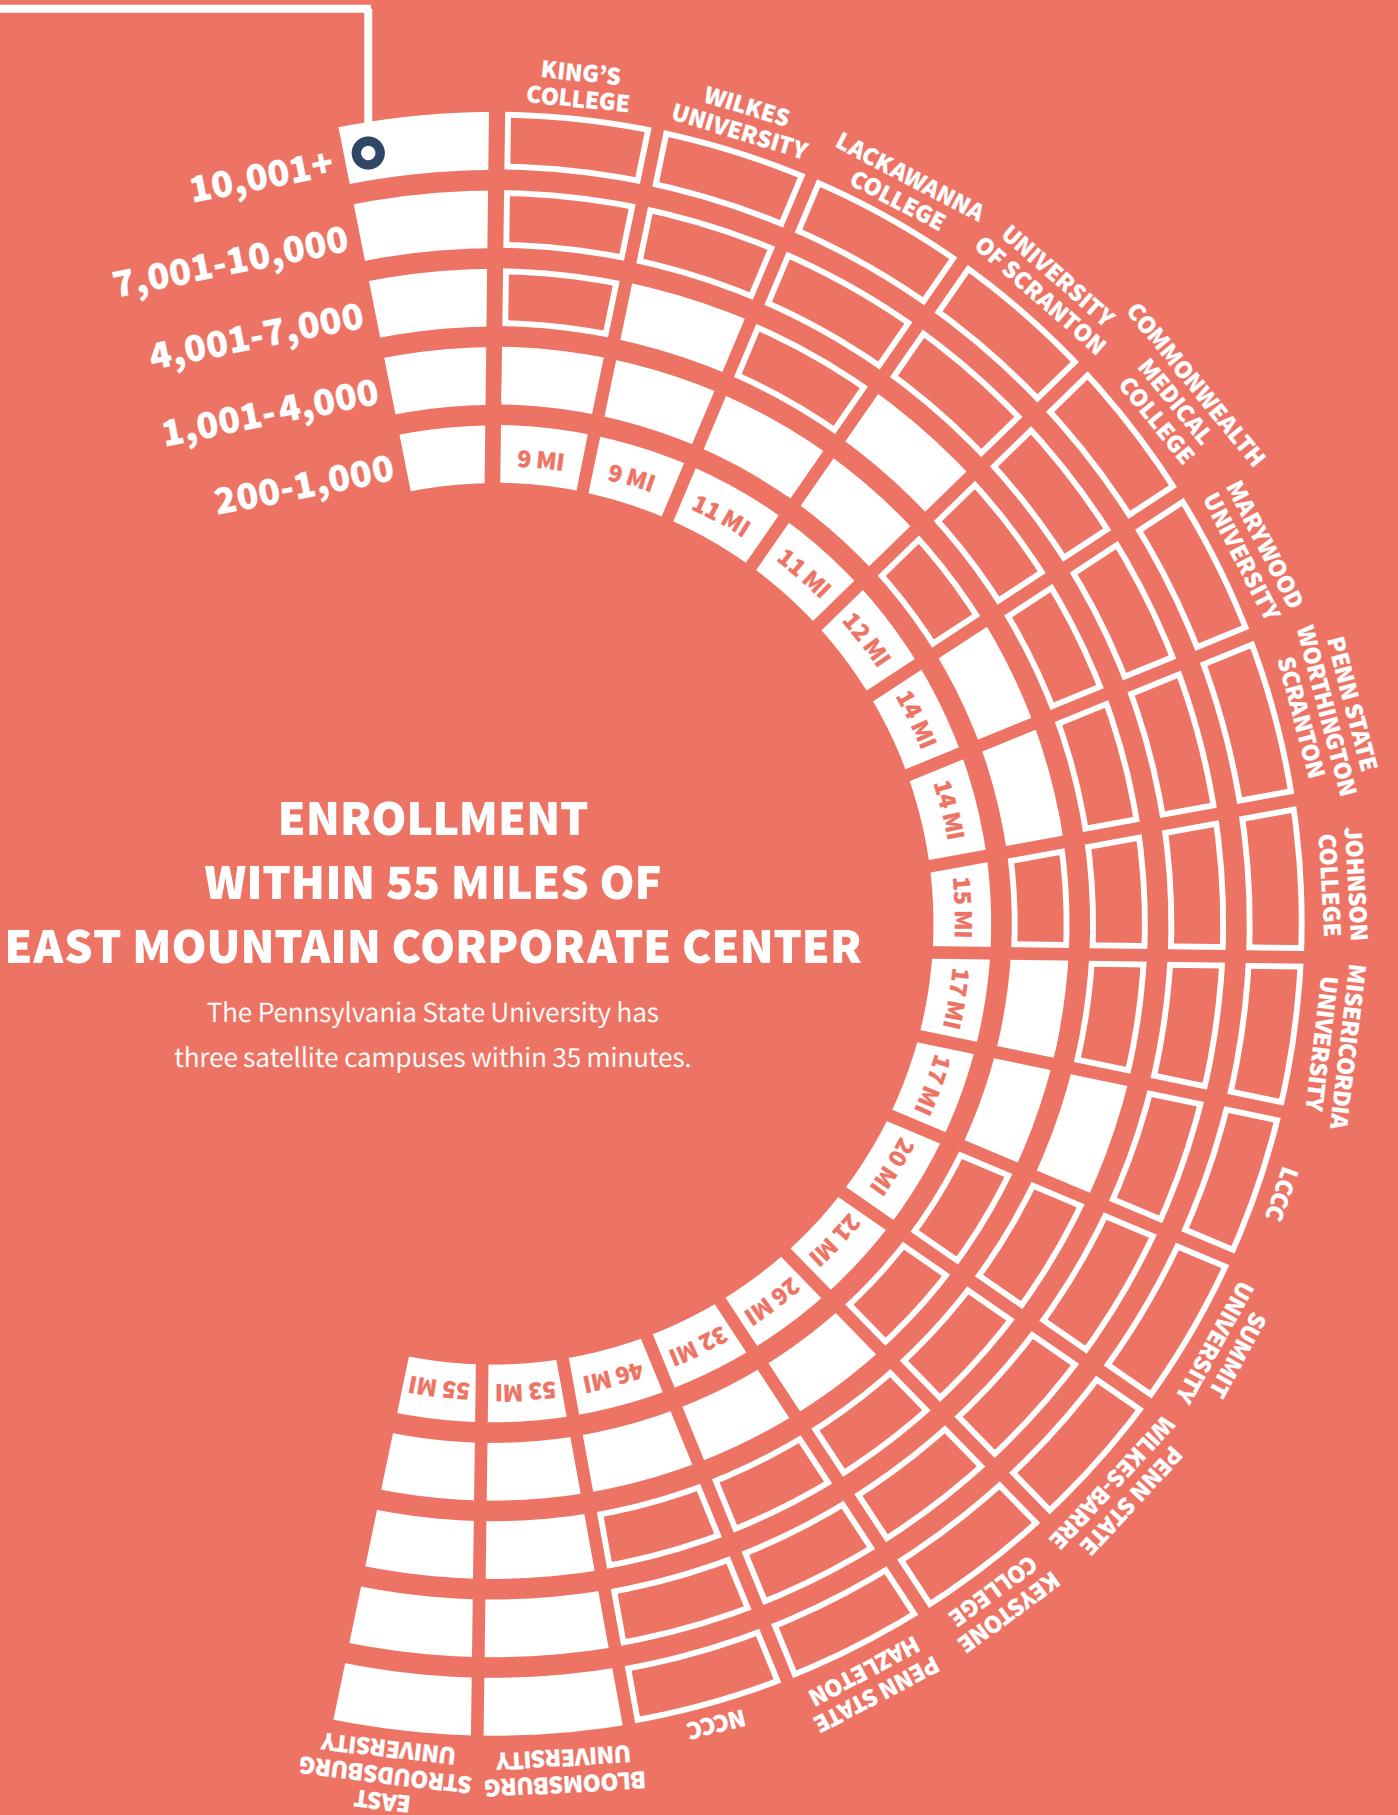 KING’S
COLLEGE
WILKES
UNIVERSITY
LACKAWANNA
COLLEGE
UNIVERSITY
OF SCRANTON
COMMONWEALTH
MEDICAL
COLLEGE
MARYWOOD
UNIVERSITY
PENN STATE
WORTHINGTON
SCRANTON
JOHNSON
COLLEGE
MISERICORDIA
UNIVERSITY
LCCC
SUMMIT
UNIVERSITY
PENN STATE
WILKES-BARRE
KEYSTONE
COLLEGE
PENN STATE
HAZLETON
NCCC
BLOOMSBURG
UNIVERSITY
EAST
STROUDSBURG
UNIVERSITY
10,001+
7,001-10,000
4,001-7,000
1,001-4,000
200-1,000
9 MI
9 MI
11 MI
11 MI
12 MI
14 MI
14 MI
15 MI
17 MI
17 MI
20 MI
21 MI
26 MI
32 MI
46 MI
53 MI
55 MI
ENROLLMENT
WITHIN 55 MILES OF
EAST MOUNTAIN CORPORATE CENTER
The Pennsylvania State University has
three satellite campuses within 35 minutes.